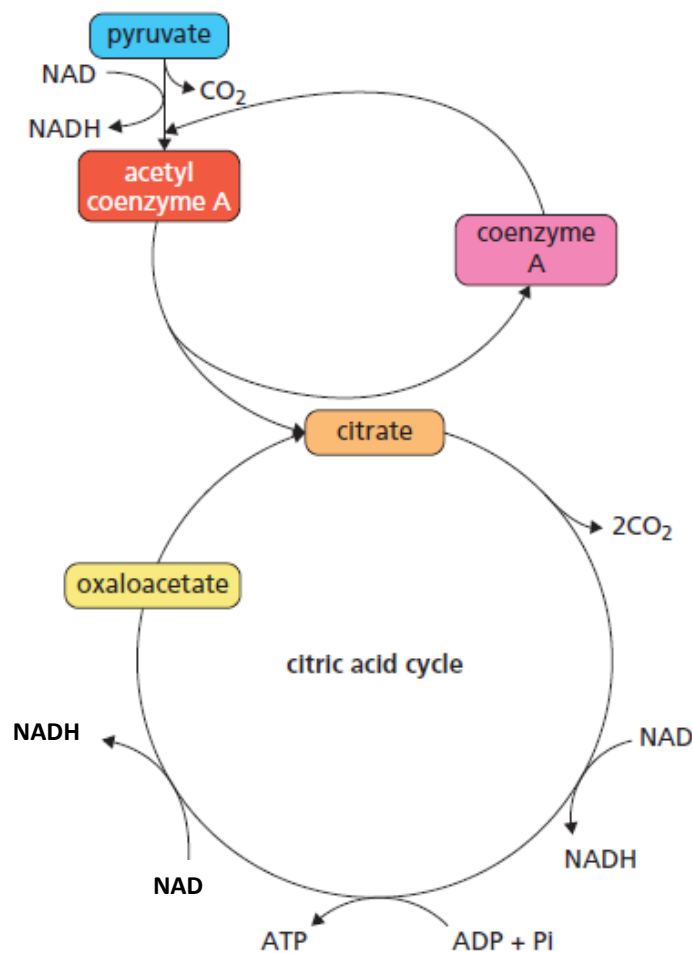 pyruvate
NAD
CO₂
NADH
acetyl
coenzyme A
coenzyme
A
citrate
2CO₂
oxaloacetate
citric acid cycle
NADH
NAD
NADH
NAD
ATP
ADP + Pi